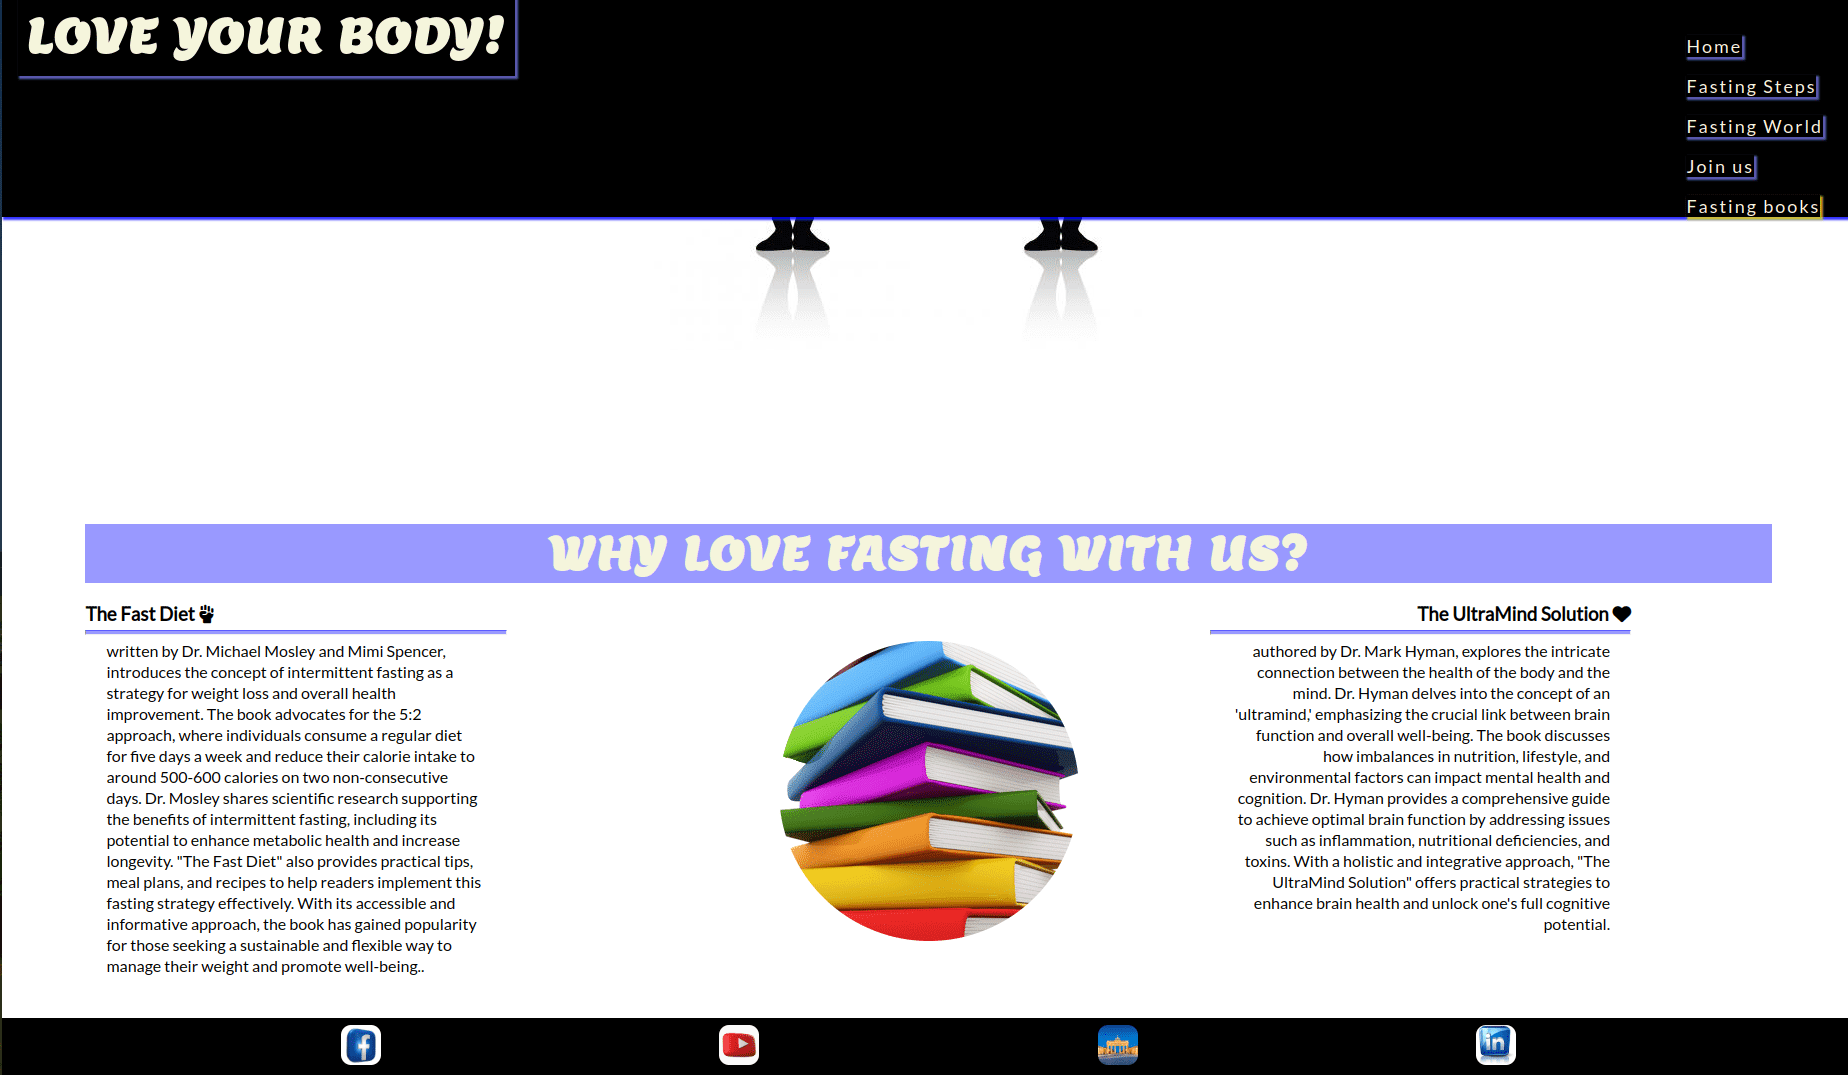 LOVE YOUR BODY!
Home
Fasting Steps
Fasting World
Join us
Fasting books
WHY LOVE FASTING WITH US?
The Fast Diet
written by Dr. Michael Mosley and Mimi Spencer,
introduces the concept of intermittent fasting as a
strategy for weight loss and overall health
improvement. The book advocates for the 5:2
approach, where individuals consume a regular diet
for five days a week and reduce their calorie intake to
around 500-600 calories on two non-consecutive
days. Dr. Mosley shares scientific research supporting
the benefits of intermittent fasting, including its
potential to enhance metabolic health and increase
longevity. "The Fast Diet" also provides practical tips,
meal plans, and recipes to help readers implement this
fasting strategy effectively. With its accessible and
informative approach, the book has gained popularity
for those seeking a sustainable and flexible way to
manage their weight and promote well-being..
The UltraMind Solution
authored by Dr. Mark Hyman, explores the intricate
connection between the health of the body and the
mind. Dr. Hyman delves into the concept of an
'ultramind,' emphasizing the crucial link between brain
function and overall well-being. The book discusses
how imbalances in nutrition, lifestyle, and
environmental factors can impact mental health and
cognition. Dr. Hyman provides a comprehensive guide
to achieve optimal brain function by addressing issues
such as inflammation, nutritional deficiencies, and
toxins. With a holistic and integrative approach, "The
UltraMind Solution" offers practical strategies to
enhance brain health and unlock one's full cognitive
potential.
f
in